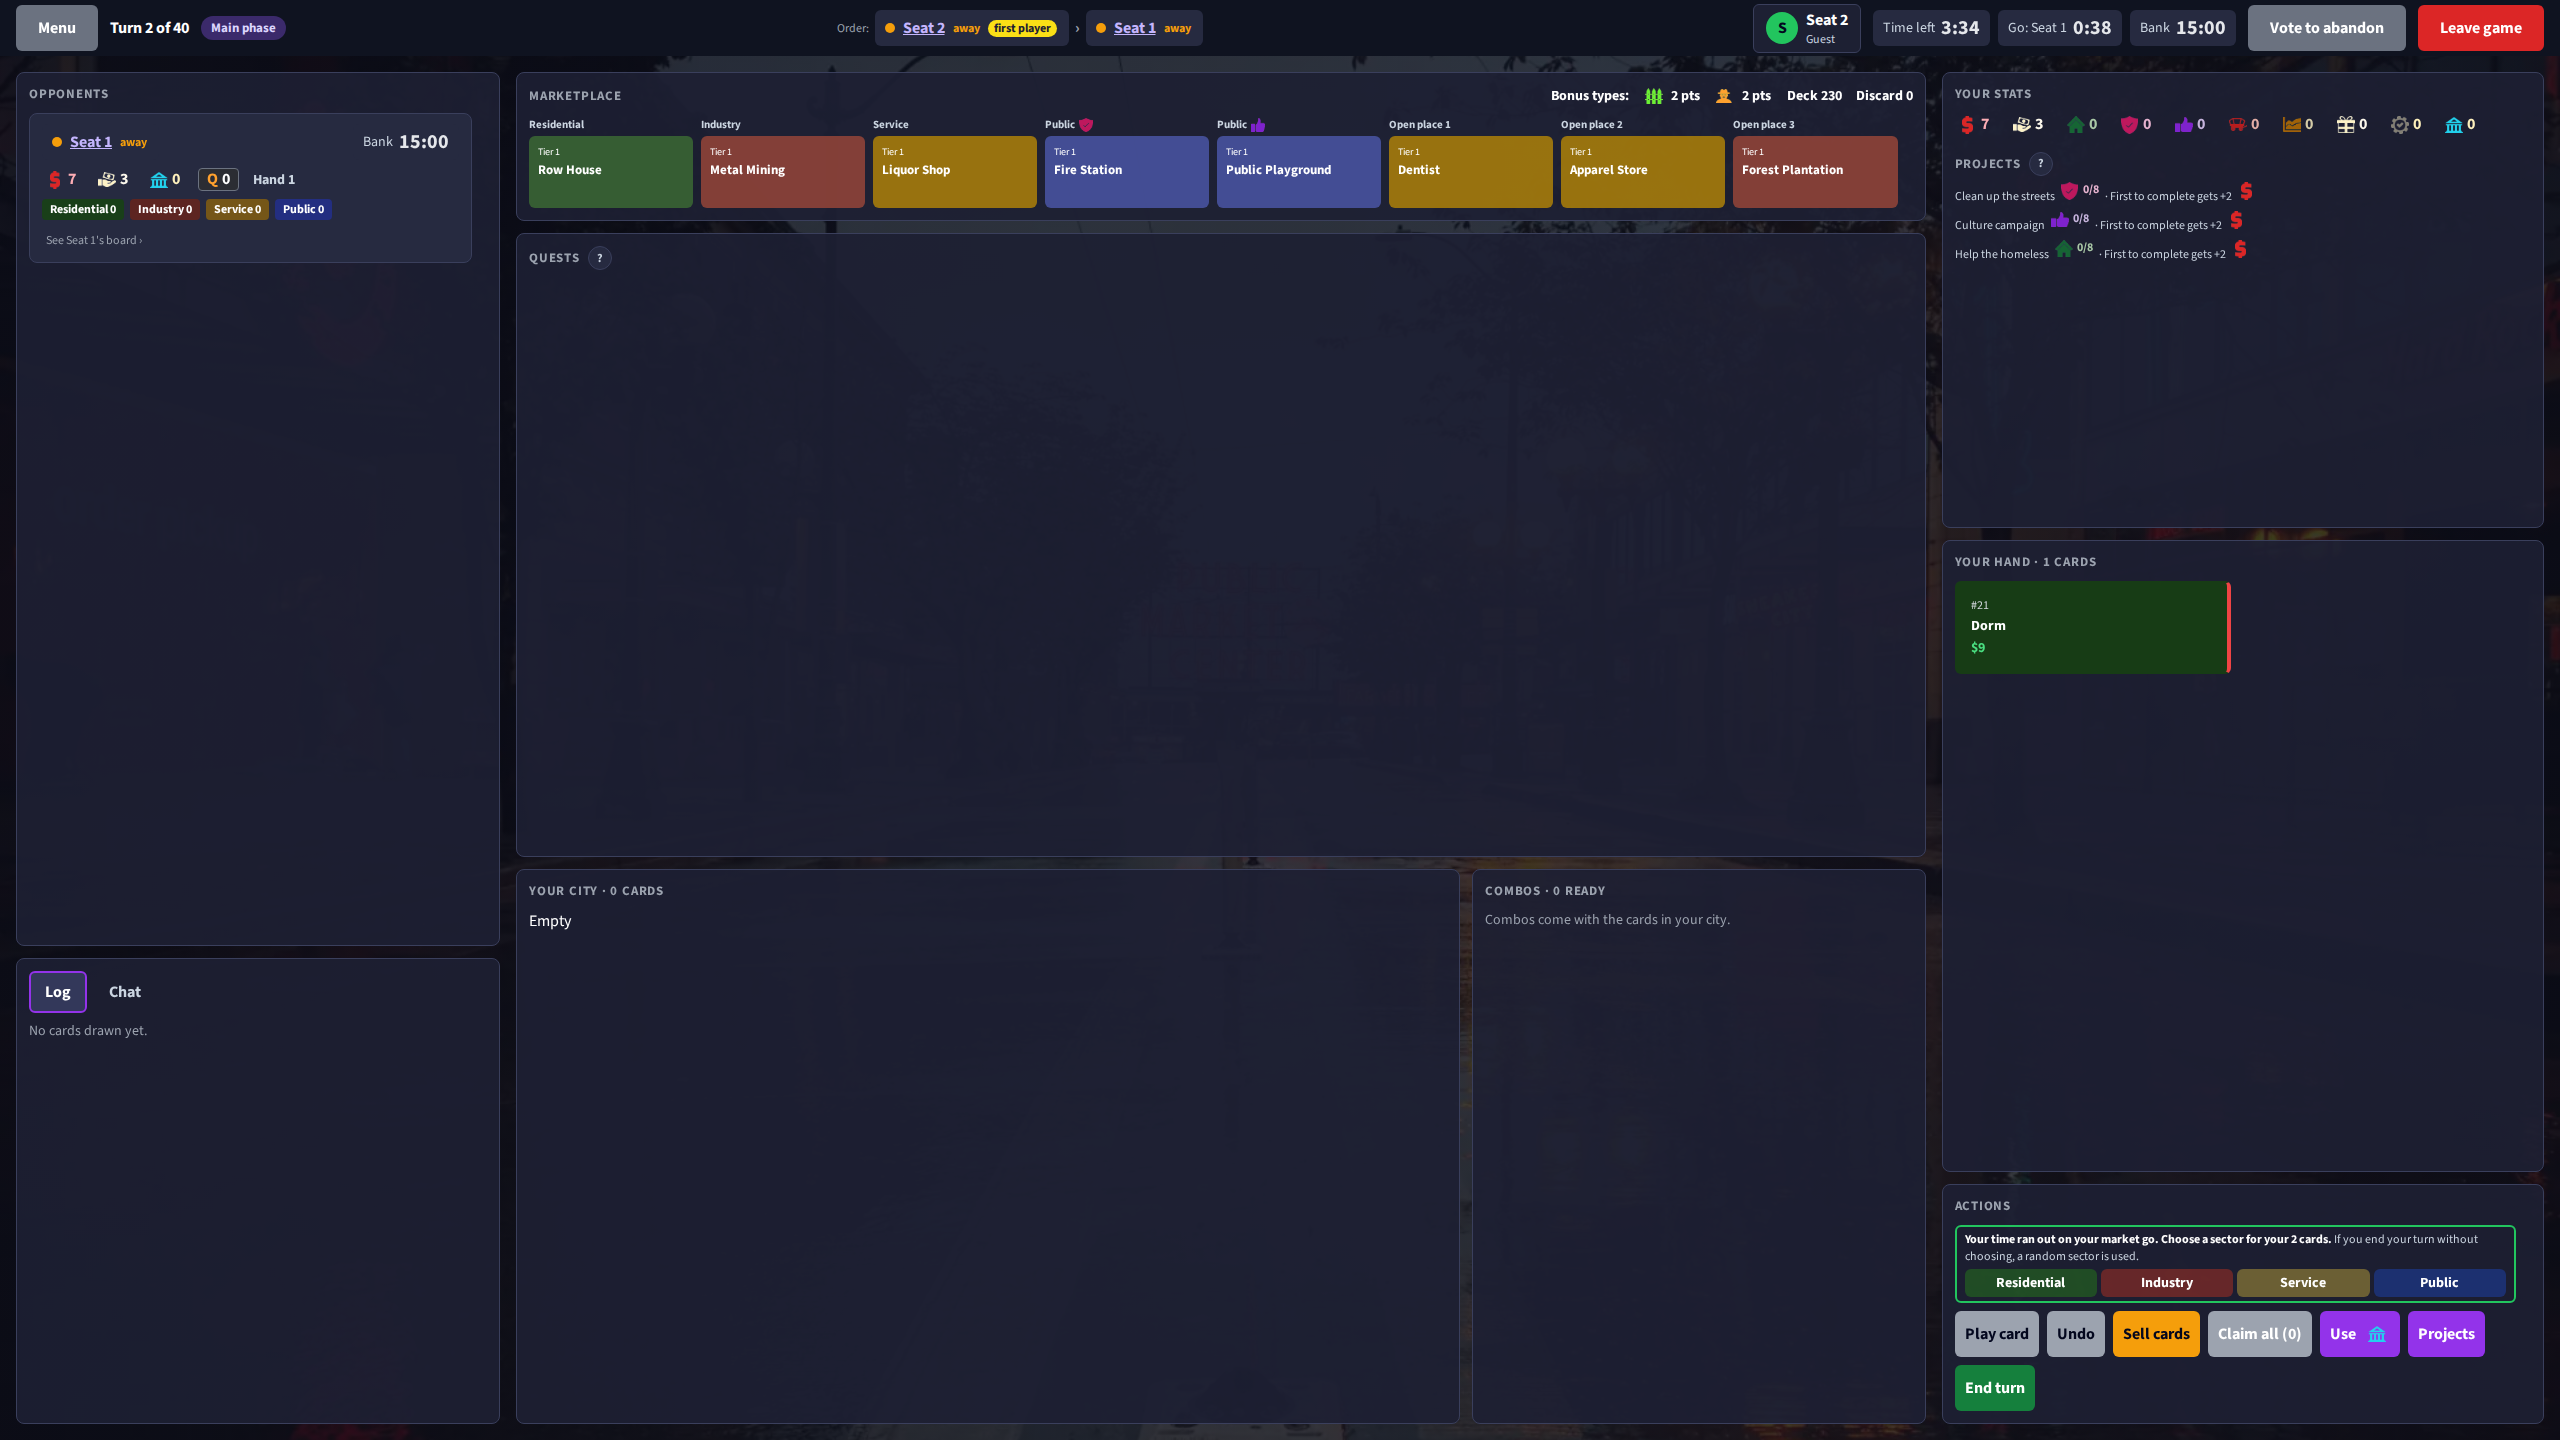 Menu Turn 2 of 40 Main phase Order: Seat 2 away first player › Seat 1 away S Seat 2 Guest Time left 3:34 Go: Seat 1 0:38 Bank 15:00 Vote to abandon Leave game
OPPONENTS
Seat 1 away Bank 15:00
7 3 0 Q 0 Hand 1
Residential 0 Industry 0 Service 0 Public 0
See Seat 1's board ›
Log Chat
No cards drawn yet.
MARKETPLACE Bonus types: 2 pts 2 pts Deck 230 Discard 0
Residential Industry Service Public Public Open place 1 Open place 2 Open place 3
Tier 1 Tier 1 Tier 1 Tier 1 Tier 1 Tier 1 Tier 1 Tier 1
Row House Metal Mining Liquor Shop Fire Station Public Playground Dentist Apparel Store Forest Plantation
QUESTS ?
YOUR CITY · 0 CARDS
Empty
COMBOS · 0 READY
Combos come with the cards in your city.
YOUR STATS
7 3 0 0 0 0 0 0 0 0
PROJECTS ?
Clean up the streets 0/8 · First to complete gets +2
Culture campaign 0/8 · First to complete gets +2
Help the homeless 0/8 · First to complete gets +2
YOUR HAND · 1 CARDS
#21
Dorm
$9
ACTIONS
Your time ran out on your market go. Choose a sector for your 2 cards. If you end your turn without
choosing, a random sector is used.
Residential Industry Service Public
Play card Undo Sell cards Claim all (0) Use Projects
End turn